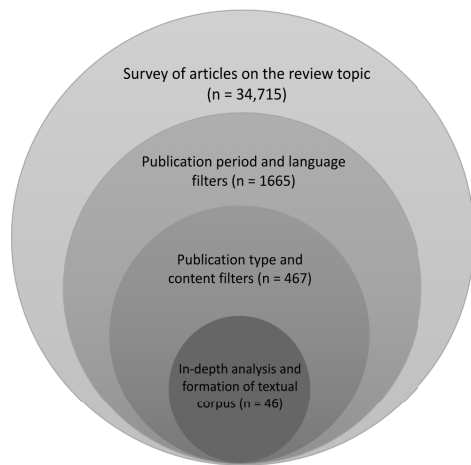 Survey of articles on the review topic
(n = 34,715)
Publication period and language
filters (n = 1665)
Publication type and
content filters (n = 467)
In-depth analysis and
formation of textual
corpus (n = 46)